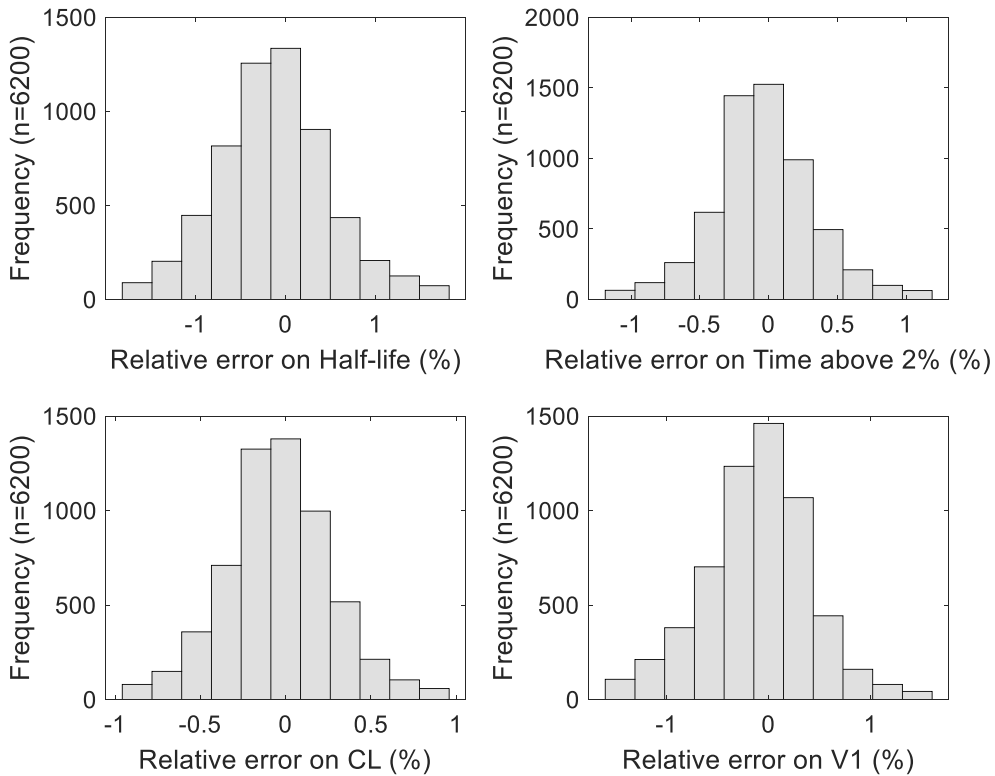 1500
1000
500
0
Frequency (n=6200)
-1 0 1
Relative error on Half-life (%)
2000
1500
1000
500
0
Frequency (n=6200)
-1 -0.5 0 0.5 1
Relative error on Time above 2% (%)
1500
1000
500
0
Frequency (n=6200)
-1 -0.5 0 0.5 1
Relative error on CL (%)
1500
1000
500
0
Frequency (n=6200)
-1 0 1
Relative error on V1 (%)